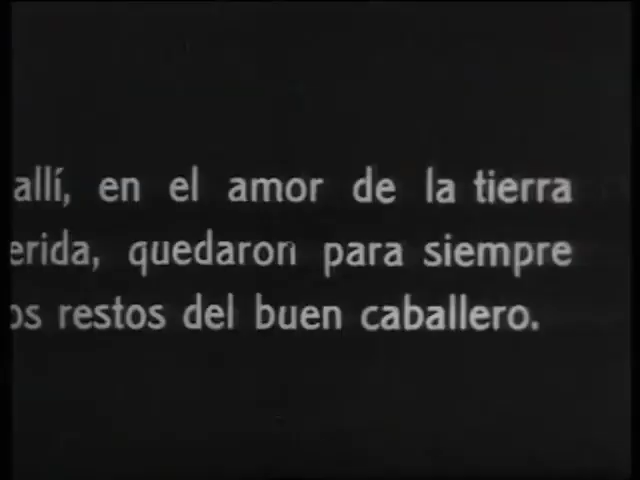 allí, en el amor de la tierra
erida, quedaron para siempre
os restos del buen caballero.